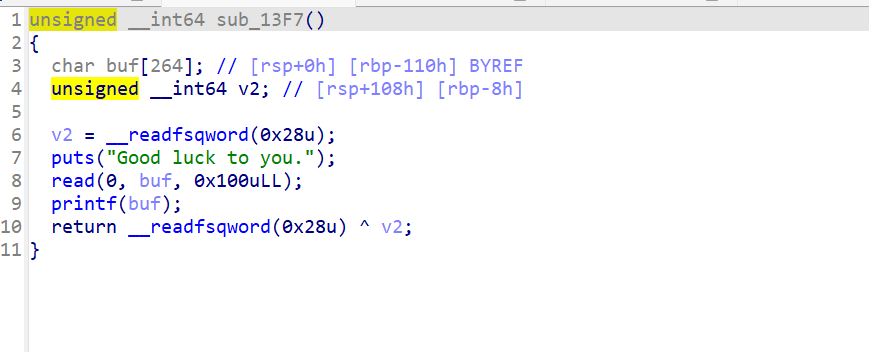 1 unsigned __int64 sub_13F7()
2 {
3   char buf[264]; // [rsp+0h] [rbp-110h] BYREF
4   unsigned __int64 v2; // [rsp+108h] [rbp-8h]
5
6   v2 = __readfsqword(0x28u);
7   puts("Good luck to you.");
8   read(0, buf, 0x100uLL);
9   printf(buf);
10   return __readfsqword(0x28u) ^ v2;
11 }